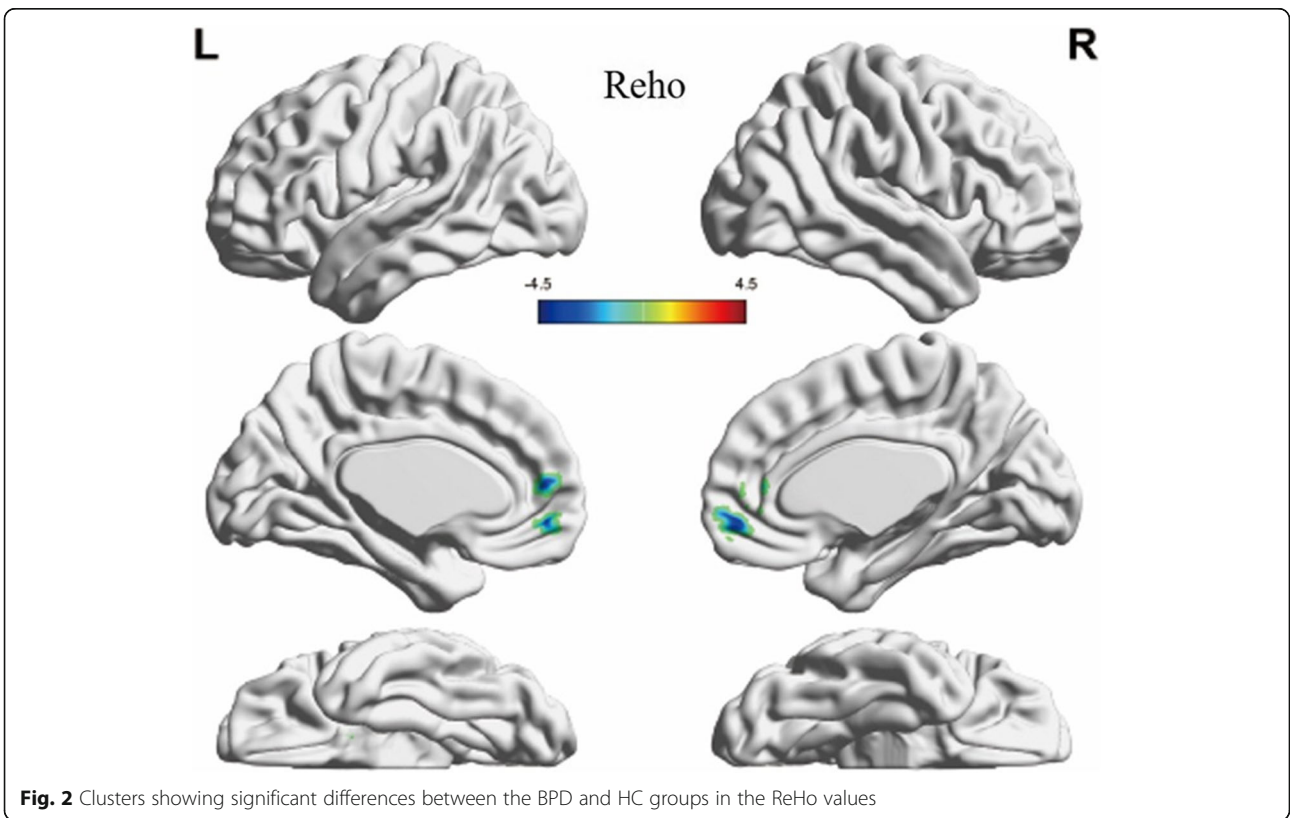 L
R
Reho
-4.5
4.5
Fig. 2 Clusters showing significant differences between the BPD and HC groups in the ReHo values